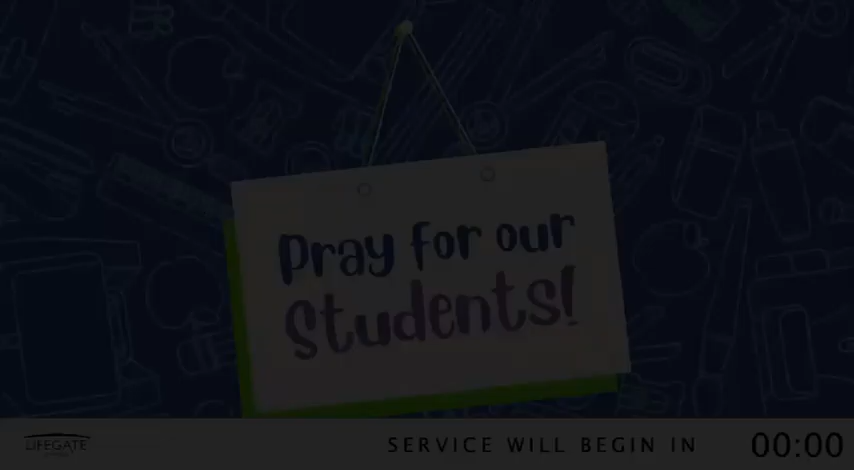 Pray for our
Students!
LIFEGATE
SERVICE WILL BEGIN IN 00:00